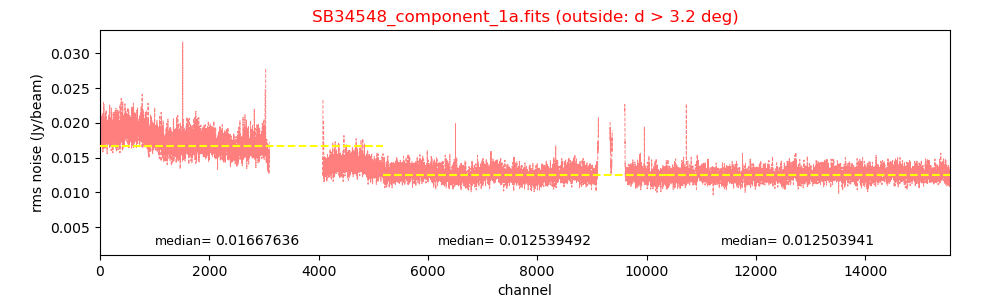 SB34548_component_1a.fits (outside: d > 3.2 deg)
0.030
0.025
0.020
0.015
0.010
0.005
rms noise (Jy/beam)
median= 0.01667636 median= 0.012539492 median= 0.012503941
0 2000 4000 6000 8000 10000 12000 14000
channel